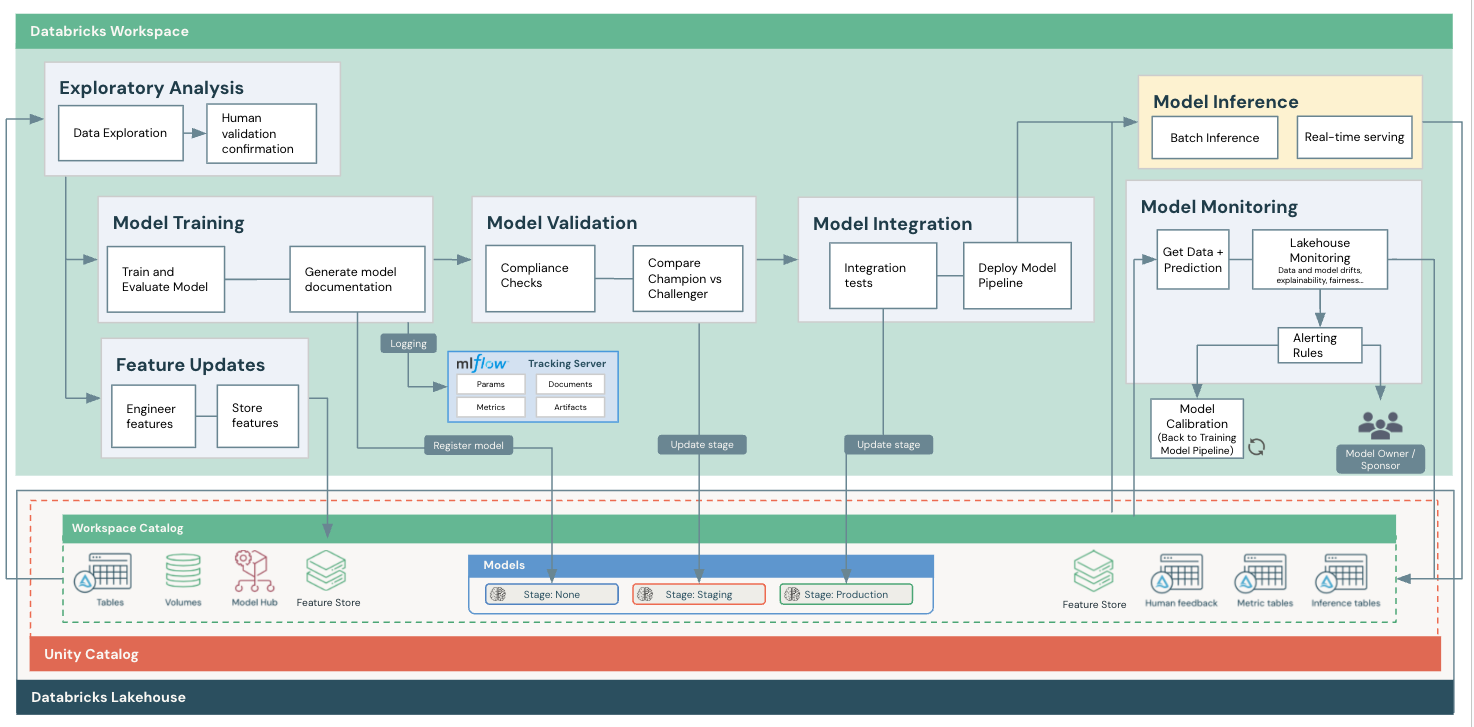 Databricks Workspace
Exploratory Analysis
Data Exploration
Human
validation
confirmation
Model Training
Train and
Evaluate Model
Generate model
documentation
Feature Updates
Engineer
features
Store
features
Logging
mlflow
Tracking Server
Params
Documents
Metrics
Artifacts
Model Validation
Compliance
Checks
Compare
Champion vs
Challenger
Model Integration
Integration
tests
Deploy Model
Pipeline
Model Inference
Batch Inference
Real-time serving
Model Monitoring
Get Data +
Prediction
Lakehouse
Monitoring
Data and model drifts,
explainability, fairness...
Alerting
Rules
Model
Calibration
(Back to Training
Model Pipeline)
Model Owner /
Sponsor
Register model
Update stage
Update stage
Workspace Catalog
Tables
Volumes
Model Hub
Feature Store
Models
Stage: None
Stage: Staging
Stage: Production
Feature Store
Human feedback
Metric tables
Inference tables
Unity Catalog
Databricks Lakehouse